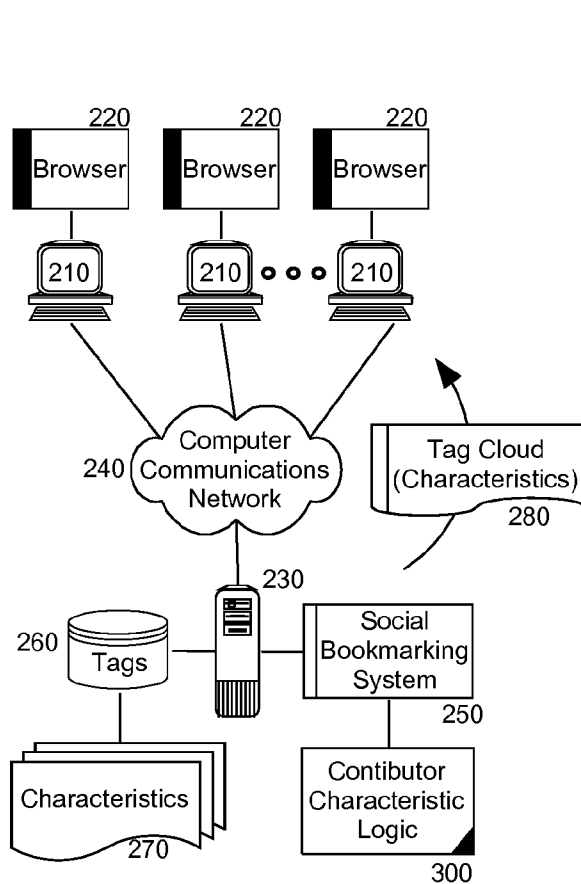 220 220 220
Browser Browser Browser
210 210 210
Computer
Communications
Network
240
Tag Cloud
(Characteristics)
280
230
260
Tags
Social
Bookmarking
System
250
Characteristics
270
Contibutor
Characteristic
Logic
300